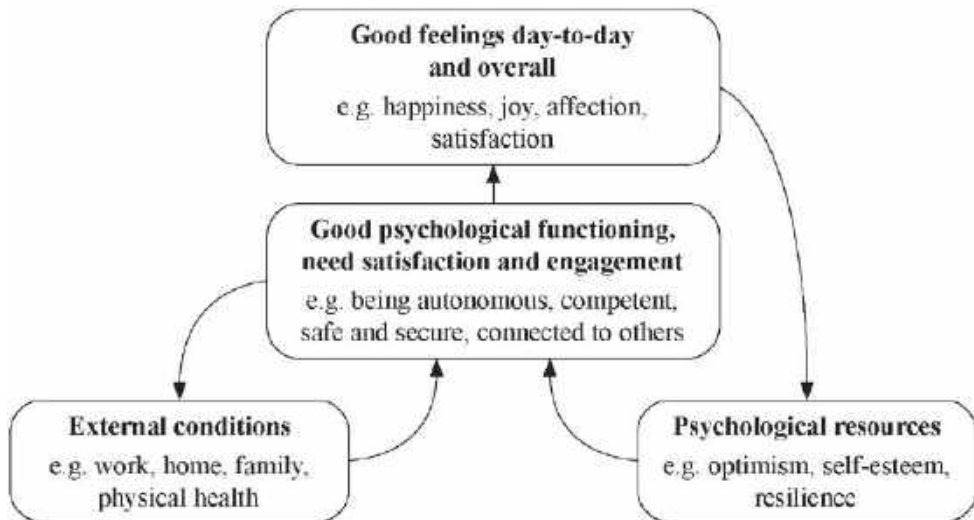 Good feelings day-to-day
and overall
e.g. happiness, joy, affection,
satisfaction
Good psychological functioning,
need satisfaction and engagement
e.g. being autonomous, competent,
safe and secure, connected to others
External conditions
e.g. work, home, family,
physical health
Psychological resources
e.g. optimism, self-esteem,
resilience